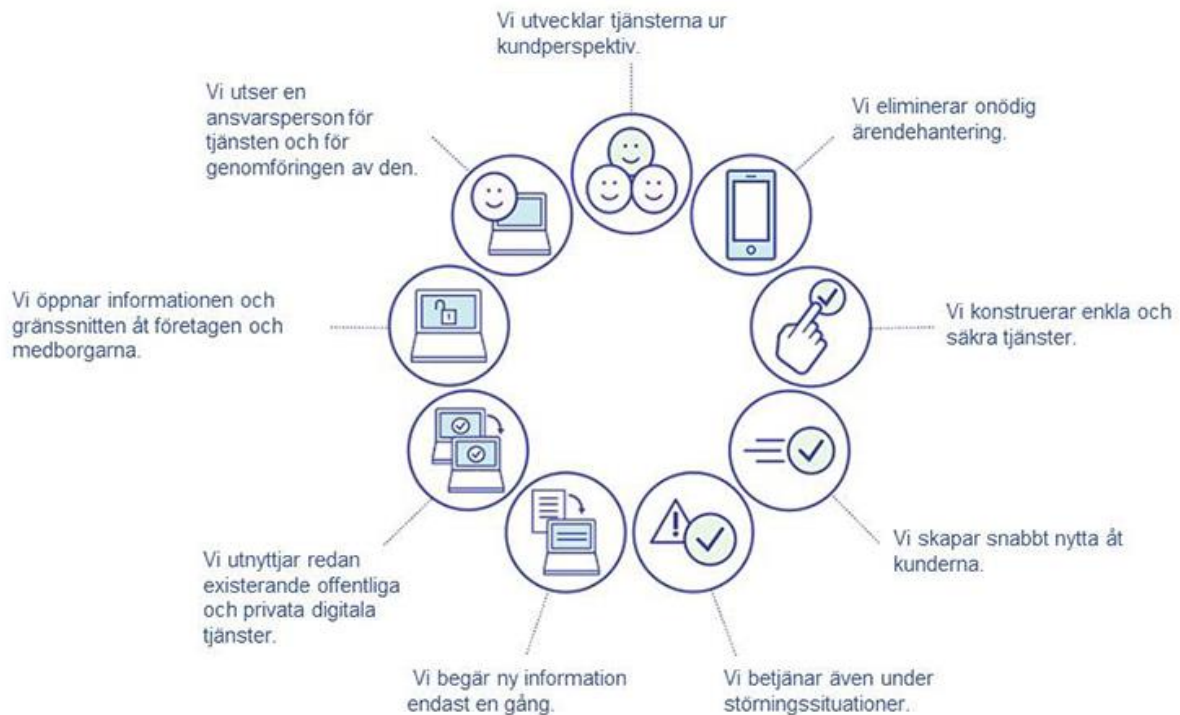 Vi utvecklar tjänsterna ur
kundperspektiv.
Vi eliminerar onödig
ärendehantering.
Vi konstruerar enkla och
säkra tjänster.
Vi skapar snabbt nytta åt
kunderna.
Vi betjänar även under
störningssituationer.
Vi begär ny information
endast en gång.
Vi utnyttjar redan
existerande offentliga
och privata digitala
tjänster.
Vi öppnar informationen och
gränssnitten åt företagen och
medborgarna.
Vi utser en
ansvarsperson för
tjänsten och för
genomföringen av den.